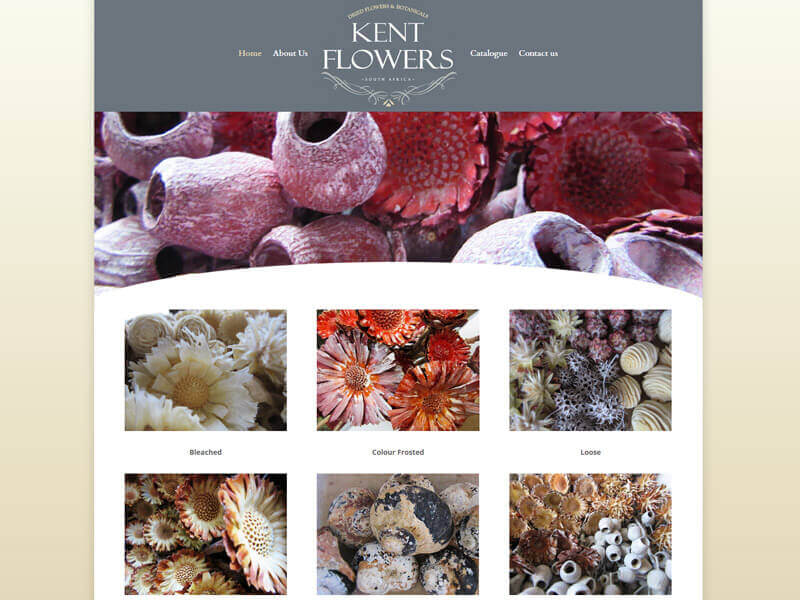 DRIED FLOWERS & BOTANICALS
KENT
FLOWERS
- SOUTH AFRICA -
Home About Us Catalogue Contact us
Bleached Colour Frosted Loose